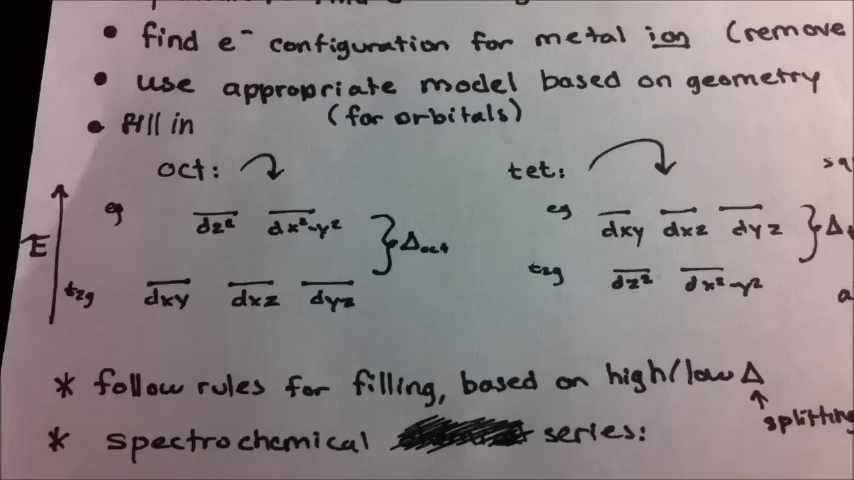 • find e⁻ configuration for metal ion (remove
• use appropriate model based on geometry
(for orbitals)
• fill in
oct:
E
eg dz² dx²-y²
Δoct
t2g dxy dxz dyz
tet:
eg dxy dxz dyz
Δ
t2g dz² dx²-y²
* follow rules for filling, based on high/low Δ
splitting
* spectrochemical series: